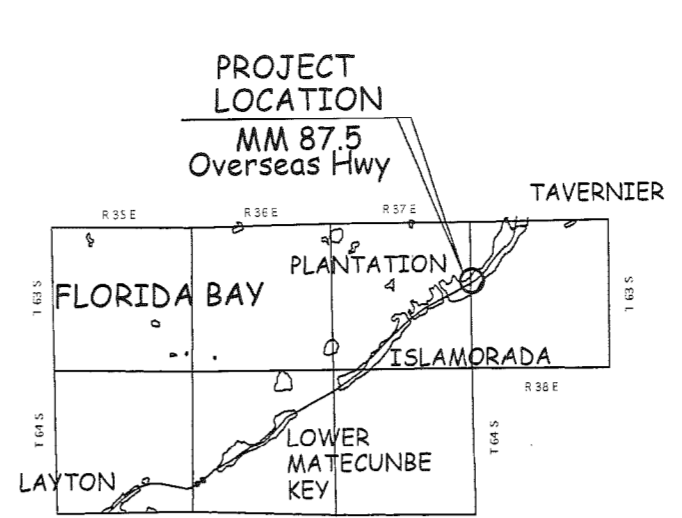 PROJECT
LOCATION
MM 87.5
Overseas Hwy
TAVERNIER
R 35 E
R 36 E
R 37 E
PLANTATION
T 63 S
FLORIDA BAY
T 63 S
ISLAMORADA
R 38 E
T 64 S
LOWER
MATECUNBE
KEY
T 64 S
LAYTON